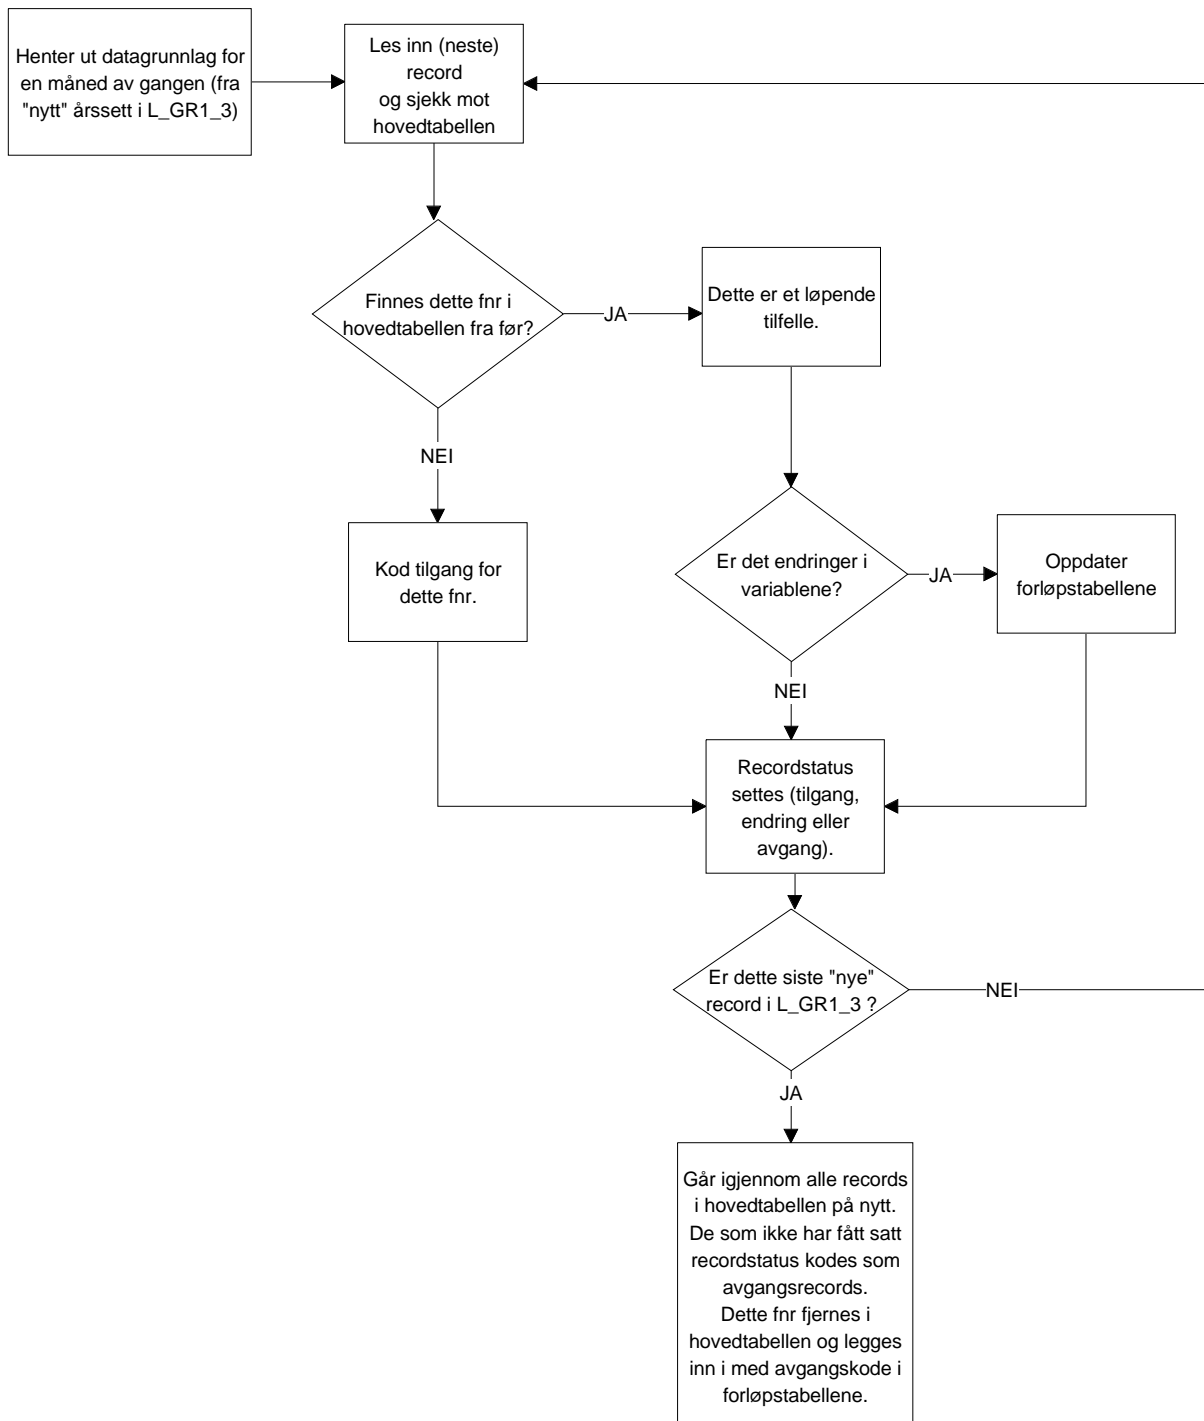 Henter ut datagrunnlag for
en måned av gangen (fra
"nytt" årssett i L_GR1_3)
Les inn (neste)
record
og sjekk mot
hovedtabellen
Finnes dette fnr i
hovedtabellen fra før?
JA
Dette er et løpende
tilfelle.
NEI
Kod tilgang for
dette fnr.
Er det endringer i
variablene?
JA
Oppdater
forløpstabellene
NEI
Recordstatus
settes (tilgang,
endring eller
avgang).
Er dette siste "nye"
record i L_GR1_3 ?
NEI
JA
Går igjennom alle records
i hovedtabellen på nytt.
De som ikke har fått satt
recordstatus kodes som
avgangsrecords.
Dette fnr fjernes i
hovedtabellen og legges
inn i med avgangskode i
forløpstabellene.